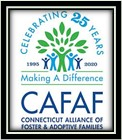 CELEBRATING 25 YEARS
1995 2020
Making A Difference
CAFAF
CONNECTICUT ALLIANCE OF
FOSTER & ADOPTIVE FAMILIES